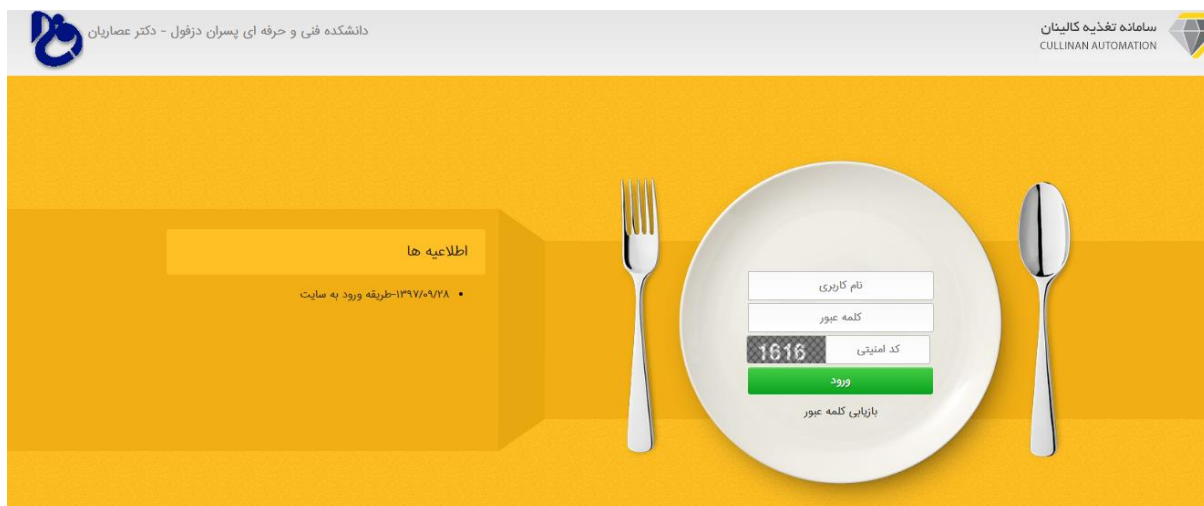 سامانه تغذیه کالینان
CULLINAN AUTOMATION
دانشکده فنی و حرفه ای پسران دزفول - دکتر عصاریان
اطلاعیه ها
۱۳۹۷/۰۹/۲۸-طریقه ورود به سایت
نام کاربری
کلمه عبور
کد امنیتی
1616
ورود
بازیابی کلمه عبور